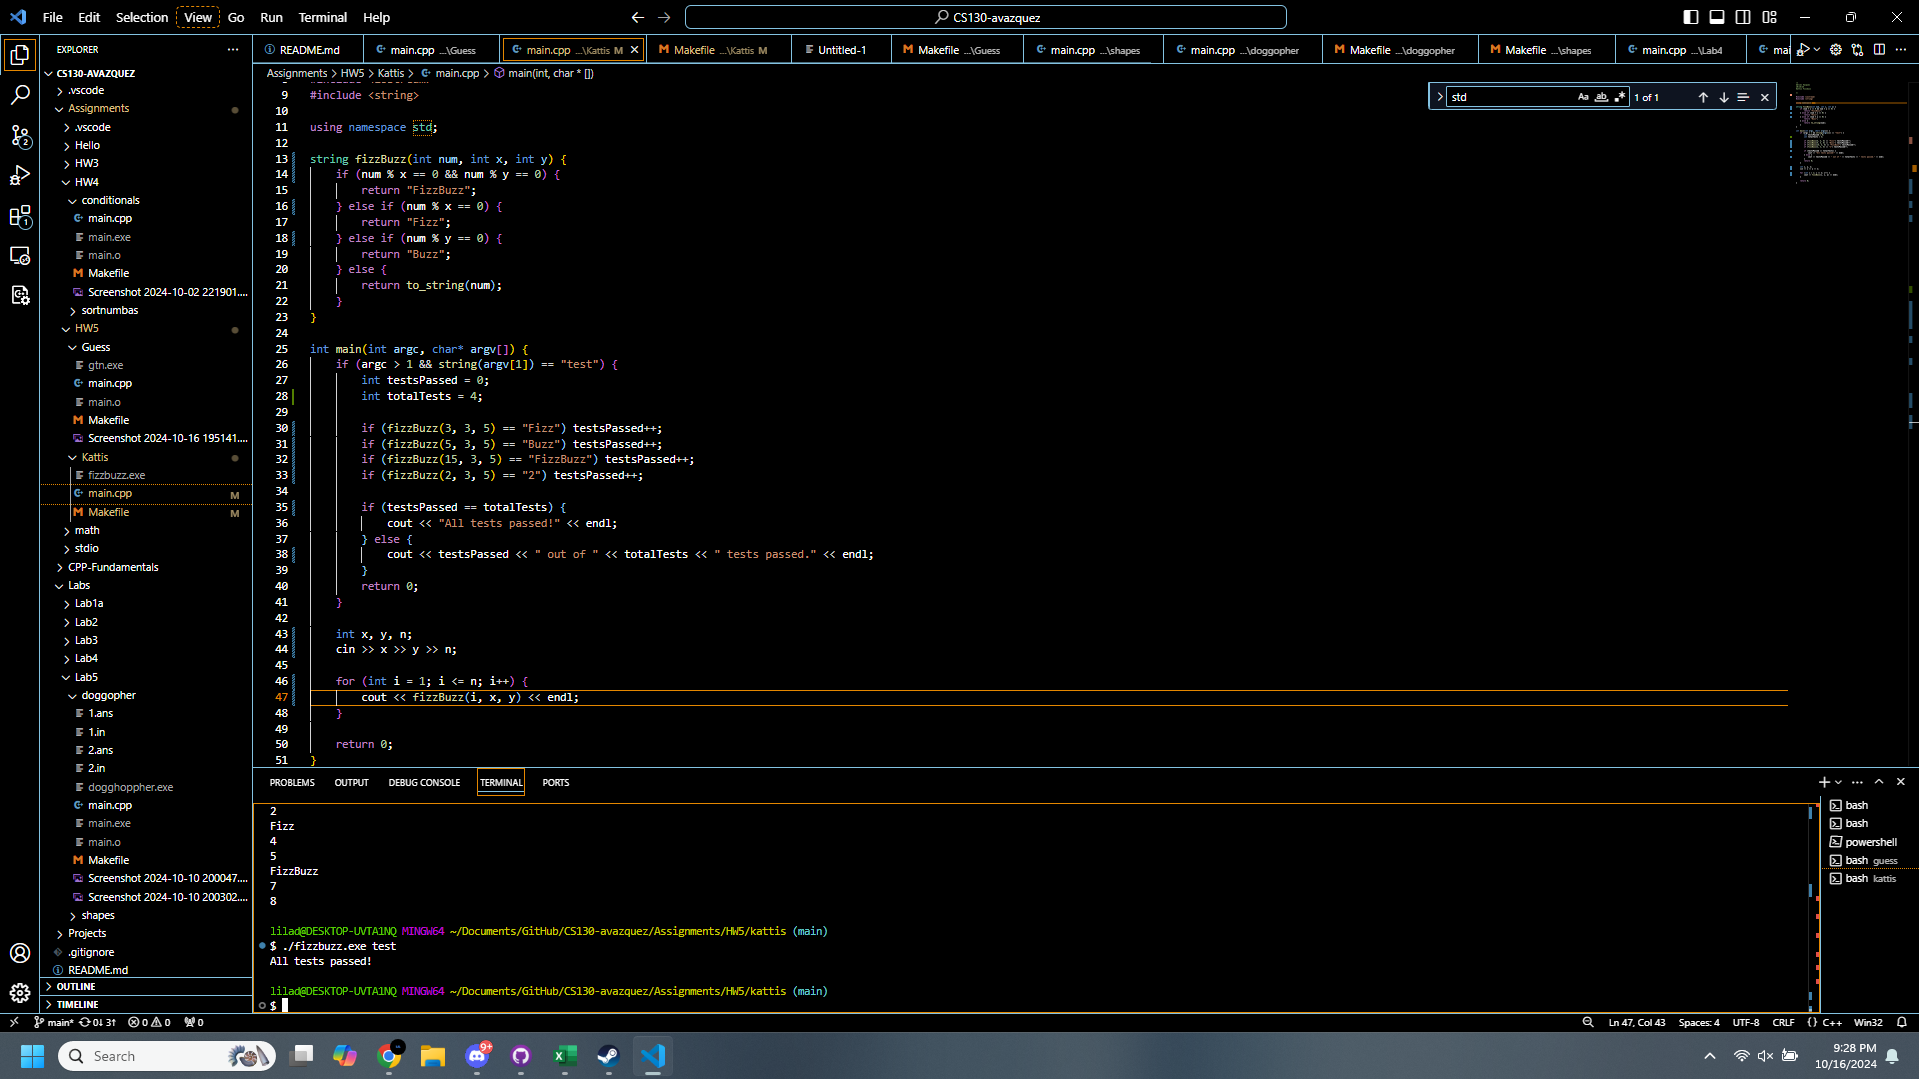 File Edit Selection View Go Run Terminal Help
CS130-avazquez
EXPLORER
README.md
main.cpp ...\Guess
main.cpp ...\Kattis M
Makefile ...\Kattis M
Untitled-1
Makefile ...\Guess
main.cpp ...\shapes
main.cpp ...\doggopher
Makefile ...\doggopher
Makefile ...\shapes
main.cpp ...\Lab4
mai
Assignments > HW5 > Kattis > main.cpp > main(int, char * [])
CS130-AVAZQUEZ
.vscode
Assignments
.vscode
Hello
HW3
HW4
conditionals
main.cpp
main.exe
main.o
Makefile
Screenshot 2024-10-02 221901....
sortnumbas
HW5
Guess
gtn.exe
main.cpp
main.o
Makefile
Screenshot 2024-10-16 195141....
Kattis
fizzbuzz.exe
main.cpp M
Makefile M
math
stdio
CPP-Fundamentals
Labs
Lab1a
Lab2
Lab3
Lab4
Lab5
doggopher
1.ans
1.in
2.ans
2.in
dogghoppher.exe
main.cpp
main.exe
main.o
Makefile
Screenshot 2024-10-10 200047....
Screenshot 2024-10-10 200302....
shapes
Projects
.gitignore
README.md
OUTLINE
TIMELINE
std
Aa ab .* 1 of 1
9 #include <string>
10
11 using namespace std;
12
13 string fizzBuzz(int num, int x, int y) {
14 if (num % x == 0 && num % y == 0) {
15 return "FizzBuzz";
16 } else if (num % x == 0) {
17 return "Fizz";
18 } else if (num % y == 0) {
19 return "Buzz";
20 } else {
21 return to_string(num);
22 }
23 }
24
25 int main(int argc, char* argv[]) {
26 if (argc > 1 && string(argv[1]) == "test") {
27 int testsPassed = 0;
28 int totalTests = 4;
29
30 if (fizzBuzz(3, 3, 5) == "Fizz") testsPassed++;
31 if (fizzBuzz(5, 3, 5) == "Buzz") testsPassed++;
32 if (fizzBuzz(15, 3, 5) == "FizzBuzz") testsPassed++;
33 if (fizzBuzz(2, 3, 5) == "2") testsPassed++;
34
35 if (testsPassed == totalTests) {
36 cout << "All tests passed!" << endl;
37 } else {
38 cout << testsPassed << " out of " << totalTests << " tests passed." << endl;
39 }
40 return 0;
41 }
42
43 int x, y, n;
44 cin >> x >> y >> n;
45
46 for (int i = 1; i <= n; i++) {
47 cout << fizzBuzz(i, x, y) << endl;
48 }
49
50 return 0;
51 }
PROBLEMS OUTPUT DEBUG CONSOLE TERMINAL PORTS
2
Fizz
4
5
FizzBuzz
7
8
lilad@DESKTOP-UVTA1NQ MINGW64 ~/Documents/GitHub/CS130-avazquez/Assignments/HW5/kattis (main)
$ ./fizzbuzz.exe test
All tests passed!
lilad@DESKTOP-UVTA1NQ MINGW64 ~/Documents/GitHub/CS130-avazquez/Assignments/HW5/kattis (main)
$
bash
bash
powershell
bash guess
bash kattis
main* 0↓ 3↑ 0 0 0
Ln 47, Col 43 Spaces: 4 UTF-8 CRLF {} C++ Win32
Search
9+
9:28 PM
10/16/2024